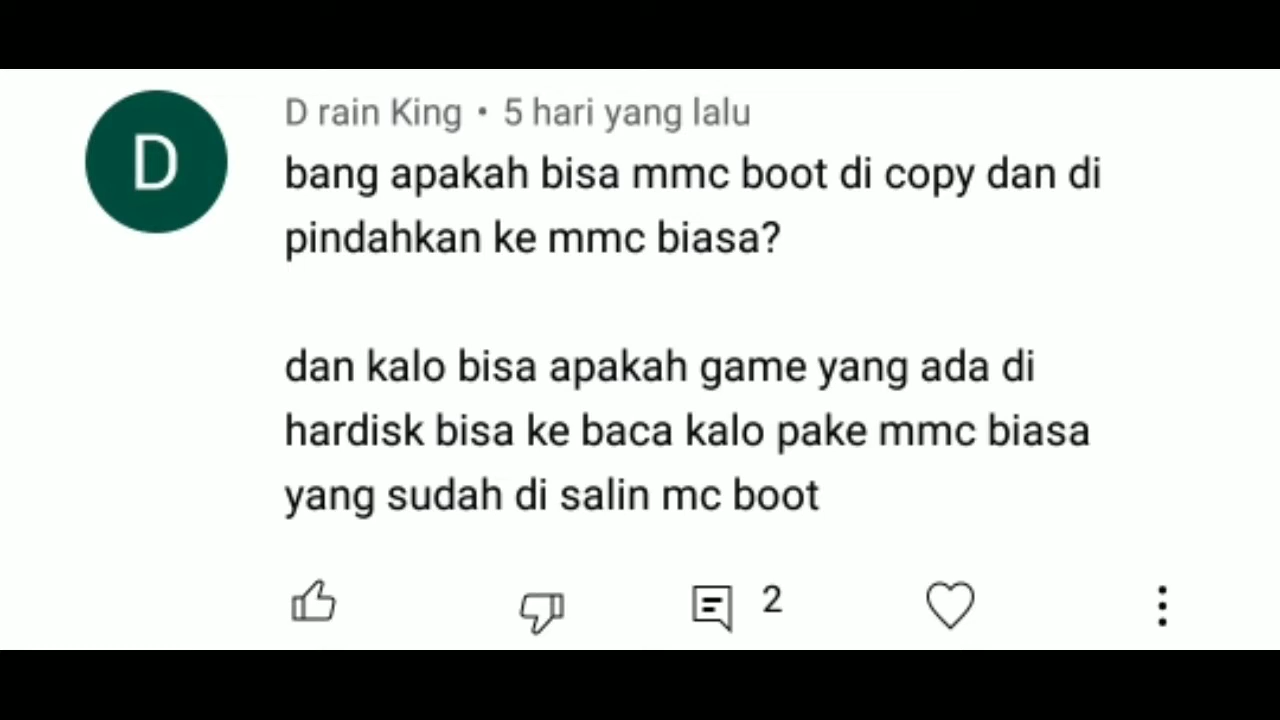 D
D rain King • 5 hari yang lalu
bang apakah bisa mmc boot di copy dan di
pindahkan ke mmc biasa?
dan kalo bisa apakah game yang ada di
hardisk bisa ke baca kalo pake mmc biasa
yang sudah di salin mc boot
2